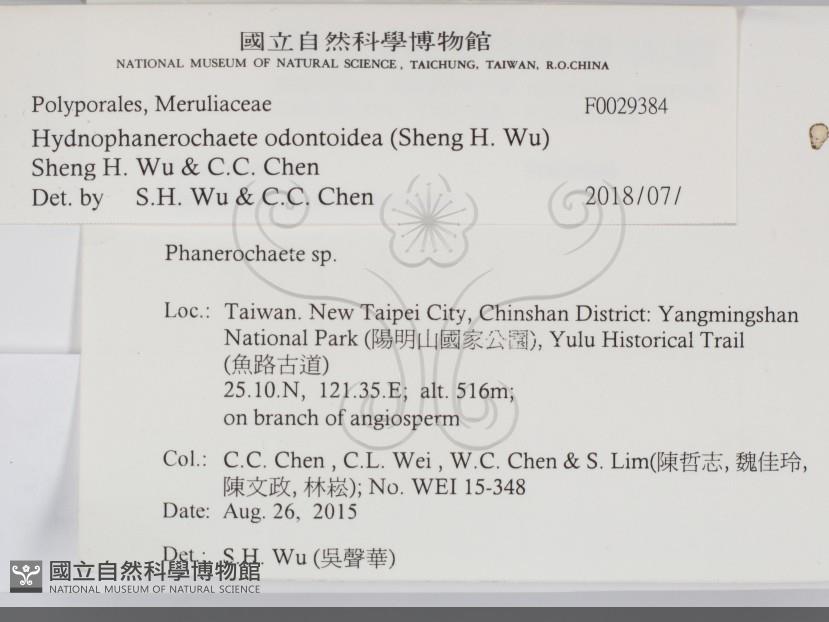 國立自然科學博物館
NATIONAL MUSEUM OF NATURAL SCIENCE, TAICHUNG, TAIWAN, R.O.CHINA
Polyporales, Meruliaceae F0029384
Hydnophanerochaete odontoidea (Sheng H. Wu)
Sheng H. Wu & C.C. Chen
Det. by S.H. Wu & C.C. Chen 2018/07/
Phanerochaete sp.
Loc.: Taiwan. New Taipei City, Chinshan District: Yangmingshan
National Park (陽明山國家公園), Yulu Historical Trail
(魚路古道)
25.10.N, 121.35.E; alt. 516m;
on branch of angiosperm
Col.: C.C. Chen , C.L. Wei , W.C. Chen & S. Lim(陳哲志, 魏佳玲,
陳文政, 林崧); No. WEI 15-348
Date: Aug. 26, 2015
Det.: S.H. Wu (吳聲華)
國立自然科學博物館
NATIONAL MUSEUM OF NATURAL SCIENCE